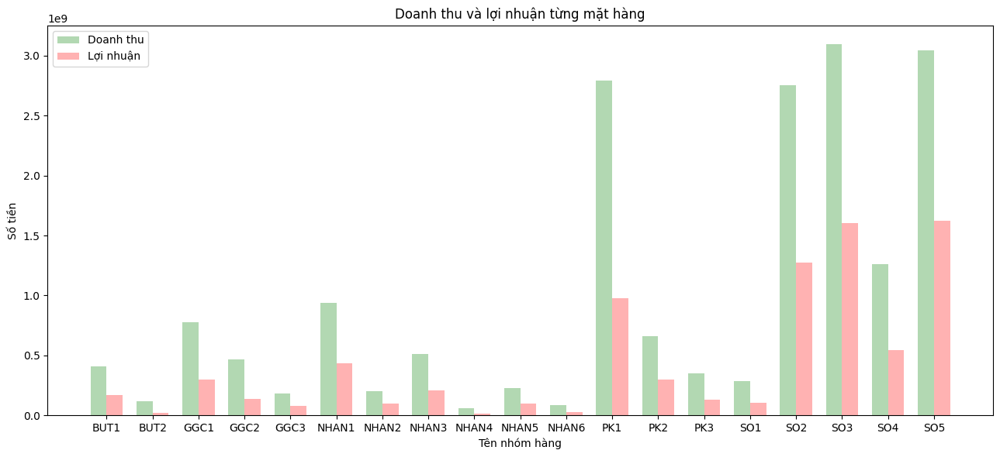 Doanh thu và lợi nhuận từng mặt hàng
1e9
Doanh thu
Lợi nhuận
3.0
2.5
2.0
1.5
1.0
0.5
0.0
Số tiền
BUT1 BUT2 GGC1 GGC2 GGC3 NHAN1 NHAN2 NHAN3 NHAN4 NHAN5 NHAN6 PK1 PK2 PK3 SO1 SO2 SO3 SO4 SO5
Tên nhóm hàng